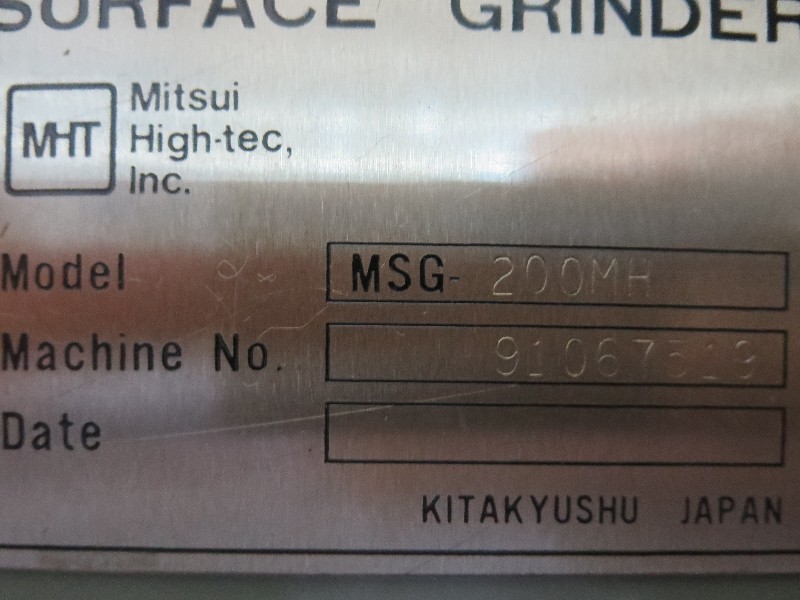 SURFACE GRINDER
MHT
Mitsui
High-tec,
Inc.
Model MSG- 200MH
Machine No. 91067519
Date
KITAKYUSHU JAPAN